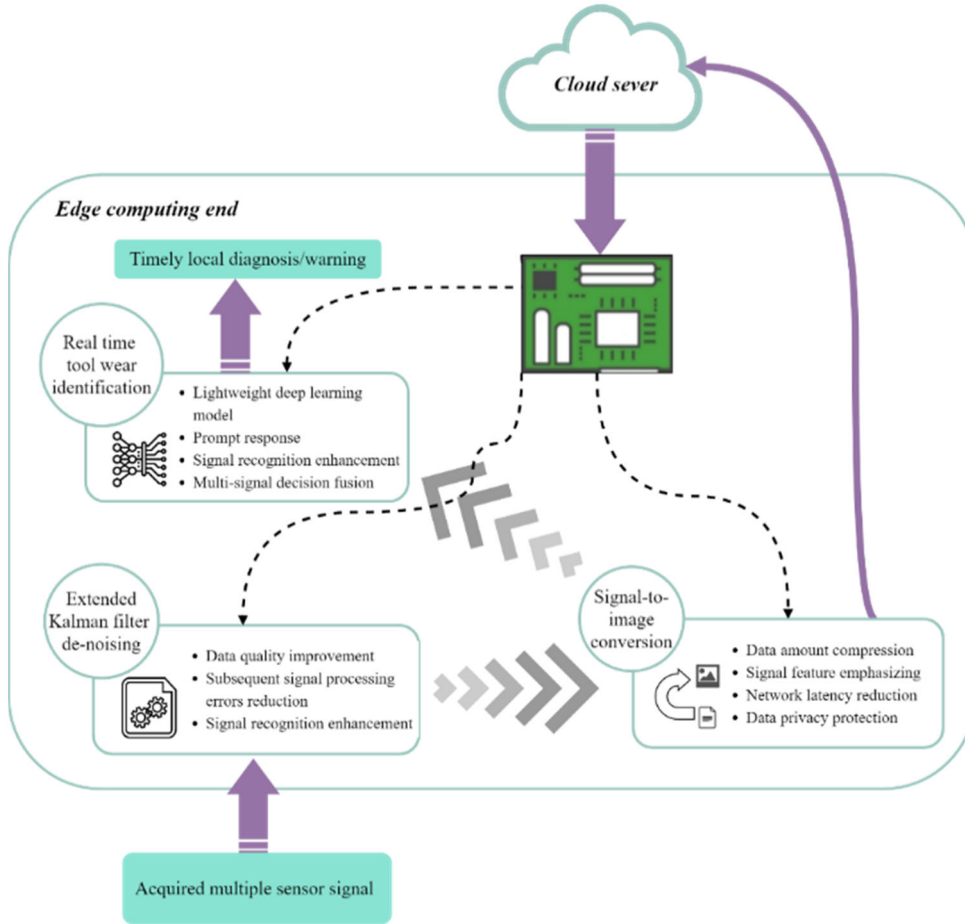 Cloud sever
Edge computing end
Timely local diagnosis/warning
Real time
tool wear
identification
• Lightweight deep learning
model
• Prompt response
• Signal recognition enhancement
• Multi-signal decision fusion
Extended
Kalman filter
de-noising
• Data quality improvement
• Subsequent signal processing
errors reduction
• Signal recognition enhancement
Signal-to-
image
conversion
• Data amount compression
• Signal feature emphasizing
• Network latency reduction
• Data privacy protection
Acquired multiple sensor signal